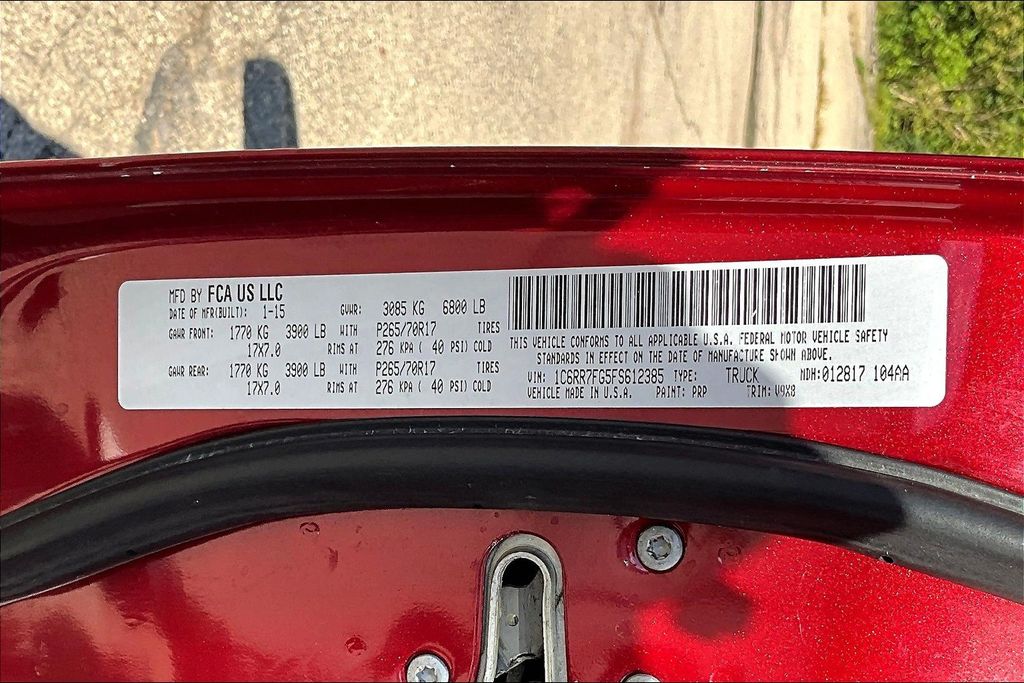 MFD BY FCA US LLC
DATE OF MFR(BUILT): 1-15 GVWR: 3085 KG 6800 LB
GAWR FRONT: 1770 KG 3900 LB WITH P265/70R17 TIRES
17X7.0 RIMS AT 276 KPA ( 40 PSI) COLD
GAWR REAR: 1770 KG 3900 LB WITH P265/70R17 TIRES
17X7.0 RIMS AT 276 KPA ( 40 PSI) COLD
THIS VEHICLE CONFORMS TO ALL APPLICABLE U.S.A. FEDERAL MOTOR VEHICLE SAFETY
STANDARDS IN EFFECT ON THE DATE OF MANUFACTURE SHOWN ABOVE.
VIN: 1C6RR7FG5FS612385 TYPE: TRUCK MDH:012817 104AA
VEHICLE MADE IN U.S.A. PAINT: PRP TRIM: V9X8